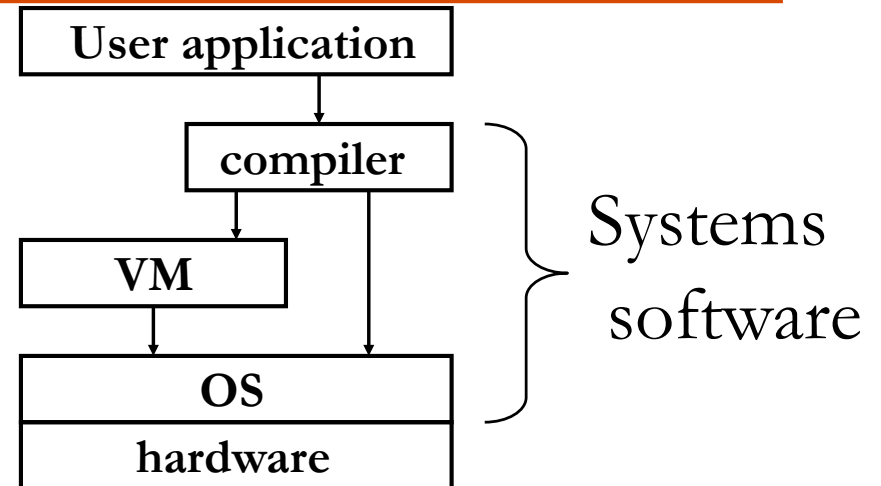 User application
compiler
VM
OS
hardware
Systems
software